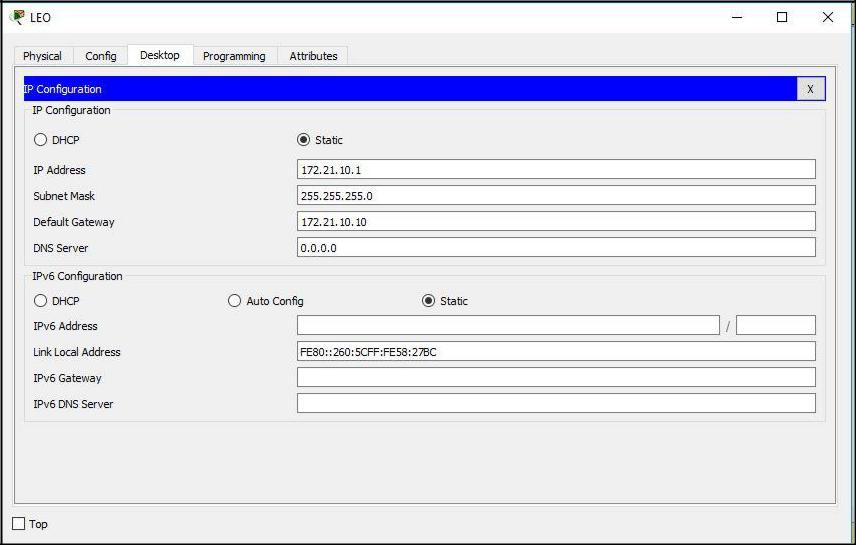 LEO
Physical Config Desktop Programming Attributes
IP Configuration X
IP Configuration
DHCP Static
IP Address 172.21.10.1
Subnet Mask 255.255.255.0
Default Gateway 172.21.10.10
DNS Server 0.0.0.0
IPv6 Configuration
DHCP Auto Config Static
IPv6 Address /
Link Local Address FE80::260:5CFF:FE58:27BC
IPv6 Gateway
IPv6 DNS Server
Top